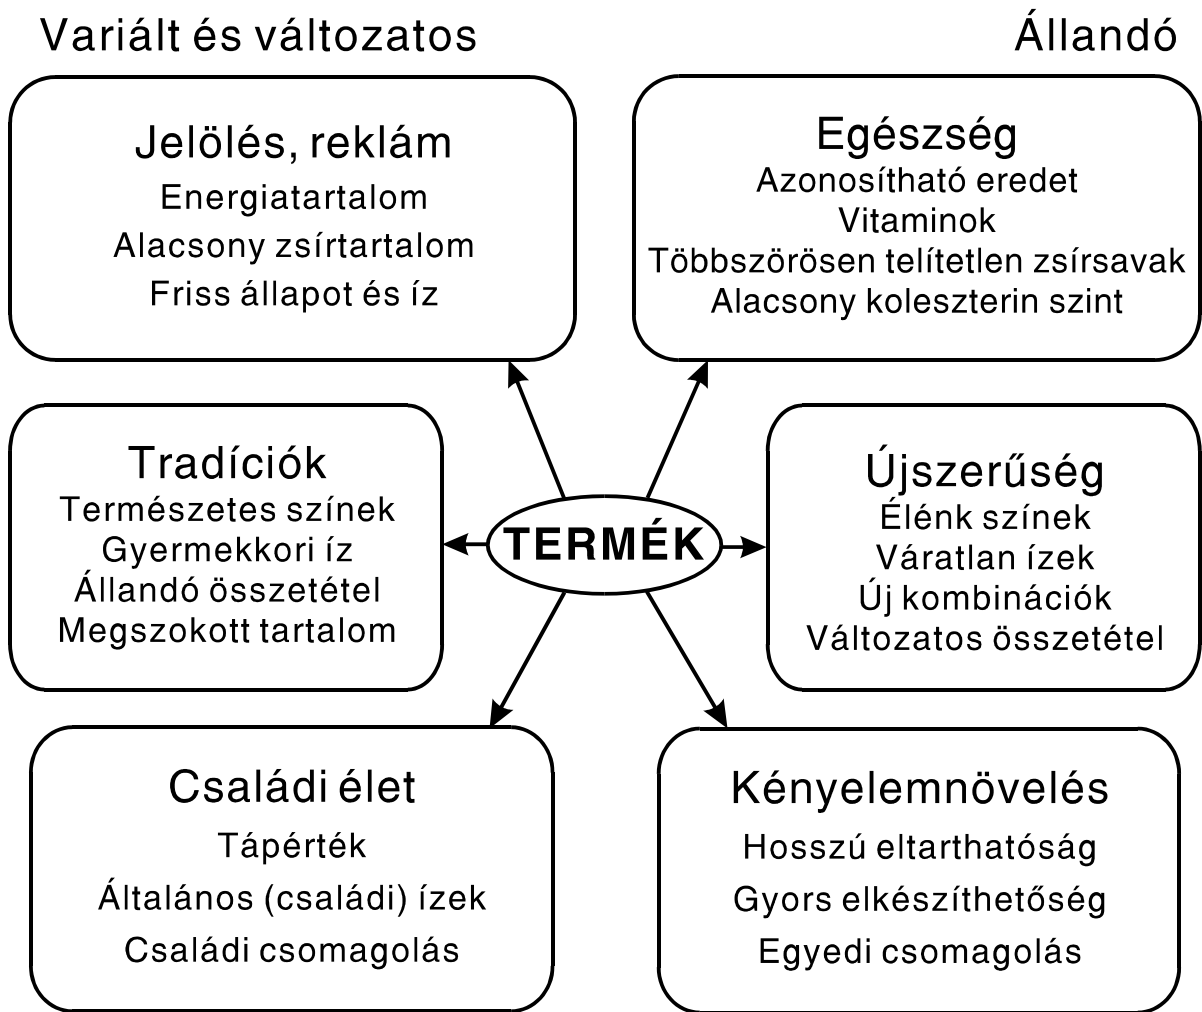 Variált és változatos
Állandó
Jelölés, reklám
Energiatartalom
Alacsony zsírtartalom
Friss állapot és íz
Egészség
Azonosítható eredet
Vitaminok
Többszörösen telítetlen zsírsavak
Alacsony koleszterin szint
Tradíciók
Természetes színek
Gyermekkori íz
Állandó összetétel
Megszokott tartalom
TERMÉK
Újszerűség
Élénk színek
Váratlan ízek
Új kombinációk
Változatos összetétel
Családi élet
Tápérték
Általános (családi) ízek
Családi csomagolás
Kényelemnövelés
Hosszú eltarthatóság
Gyors elkészíthetőség
Egyedi csomagolás